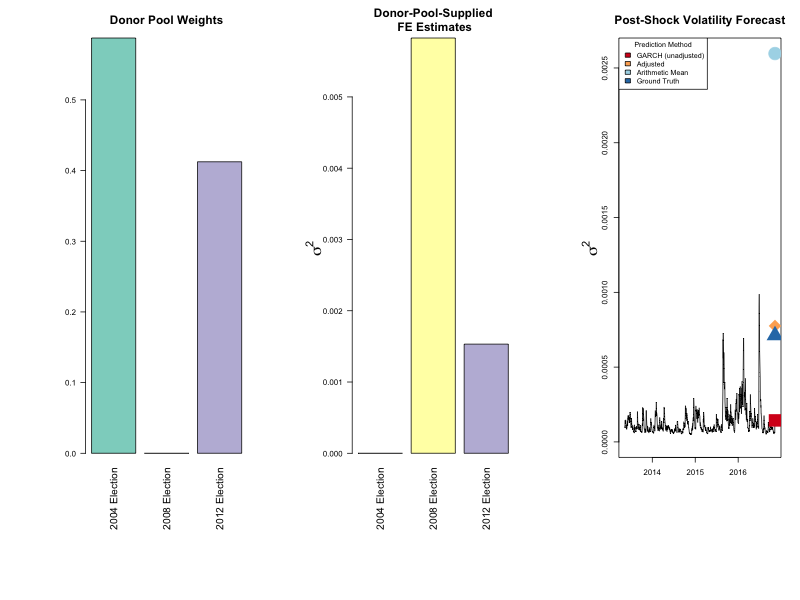 Donor Pool Weights
0.5
0.4
0.3
0.2
0.1
0.0
2004 Election
2008 Election
2012 Election
Donor-Pool-Supplied
FE Estimates
σ²
0.005
0.004
0.003
0.002
0.001
0.000
2004 Election
2008 Election
2012 Election
Post-Shock Volatility Forecast
σ²
0.0025
0.0020
0.0015
0.0010
0.0005
0.0000
Prediction Method
GARCH (unadjusted)
Adjusted
Arithmetic Mean
Ground Truth
2014
2015
2016